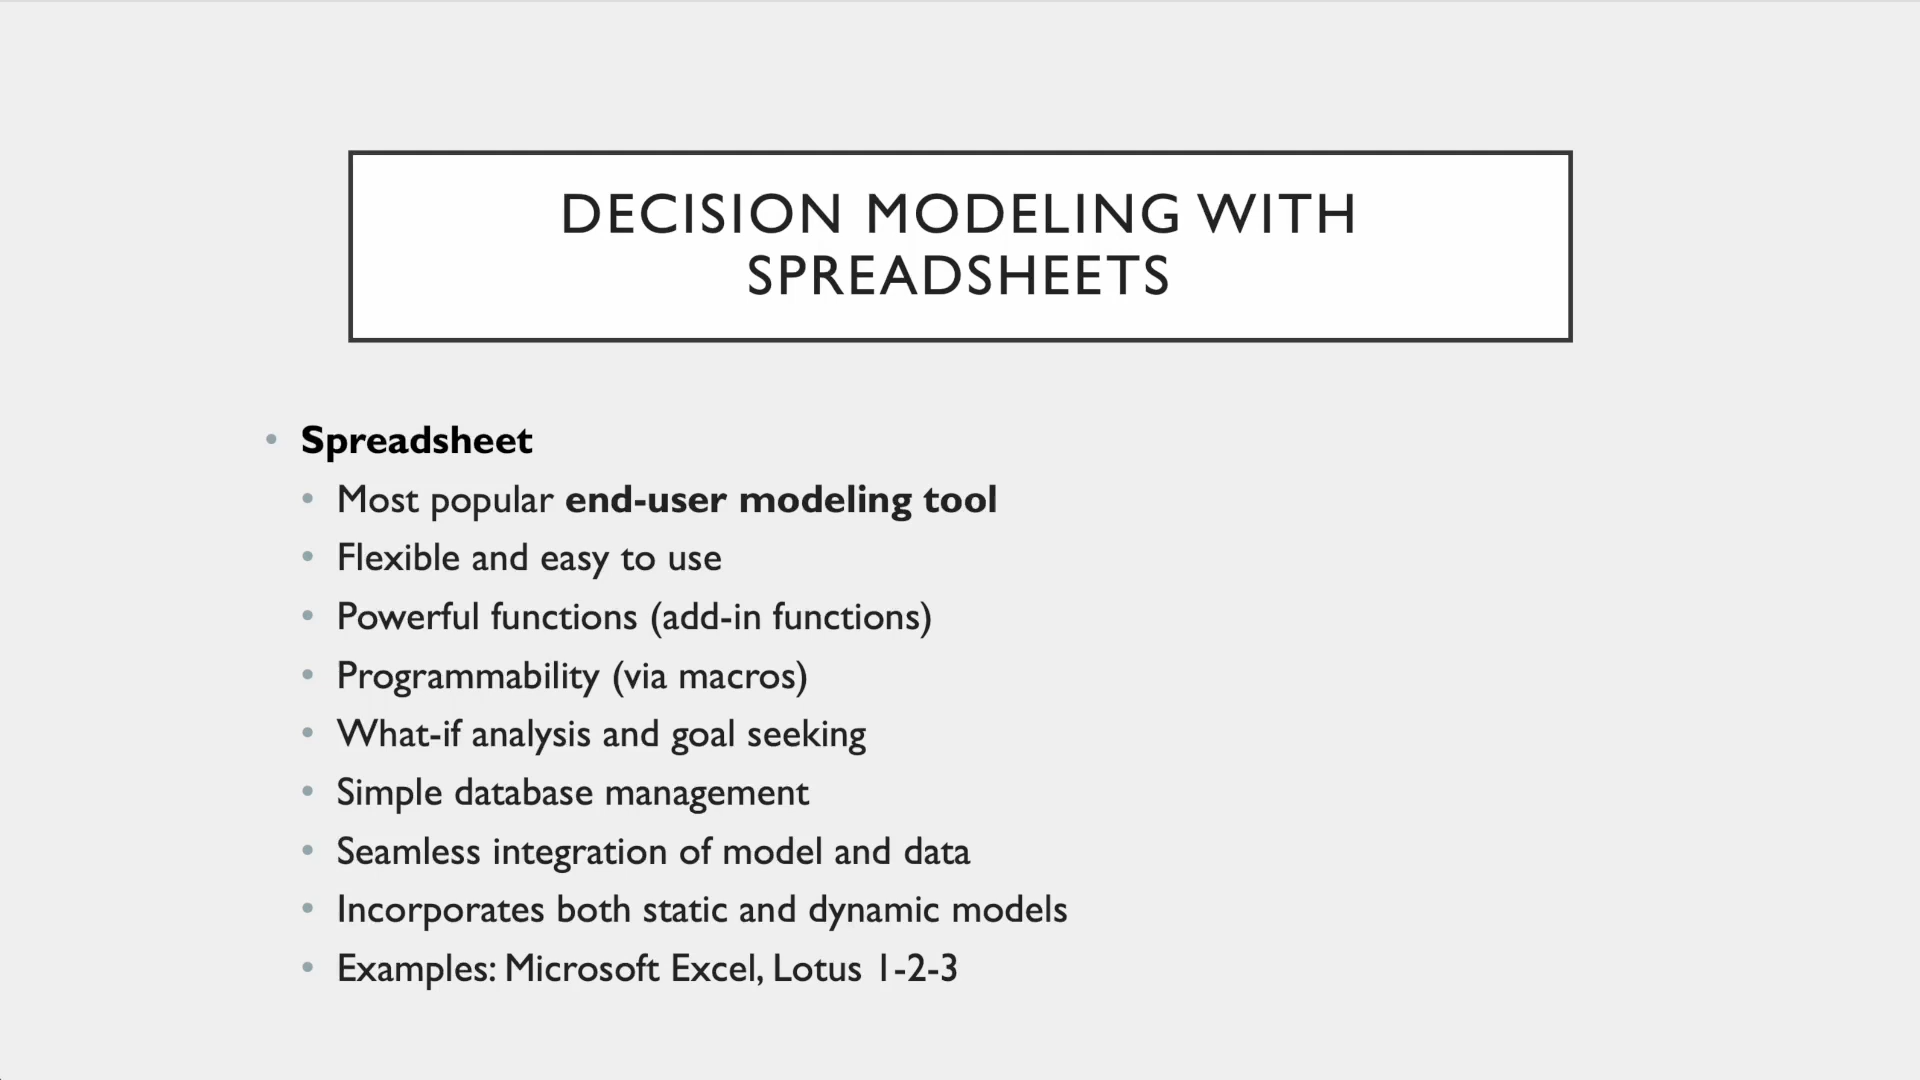 DECISION MODELING WITH
SPREADSHEETS
• Spreadsheet
• Most popular end-user modeling tool
• Flexible and easy to use
• Powerful functions (add-in functions)
• Programmability (via macros)
• What-if analysis and goal seeking
• Simple database management
• Seamless integration of model and data
• Incorporates both static and dynamic models
• Examples: Microsoft Excel, Lotus 1-2-3